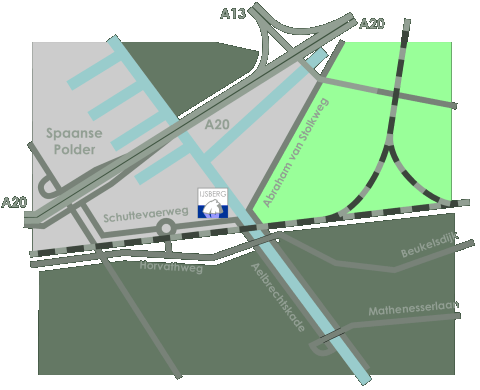 A13
A20
A20
Spaanse
Polder
Abraham van Stolkweg
IJSBERG
A20
Schuttevaerweg
Horvathweg
Beukelsdijk
Aelbrechtskade
Mathenesserlaan